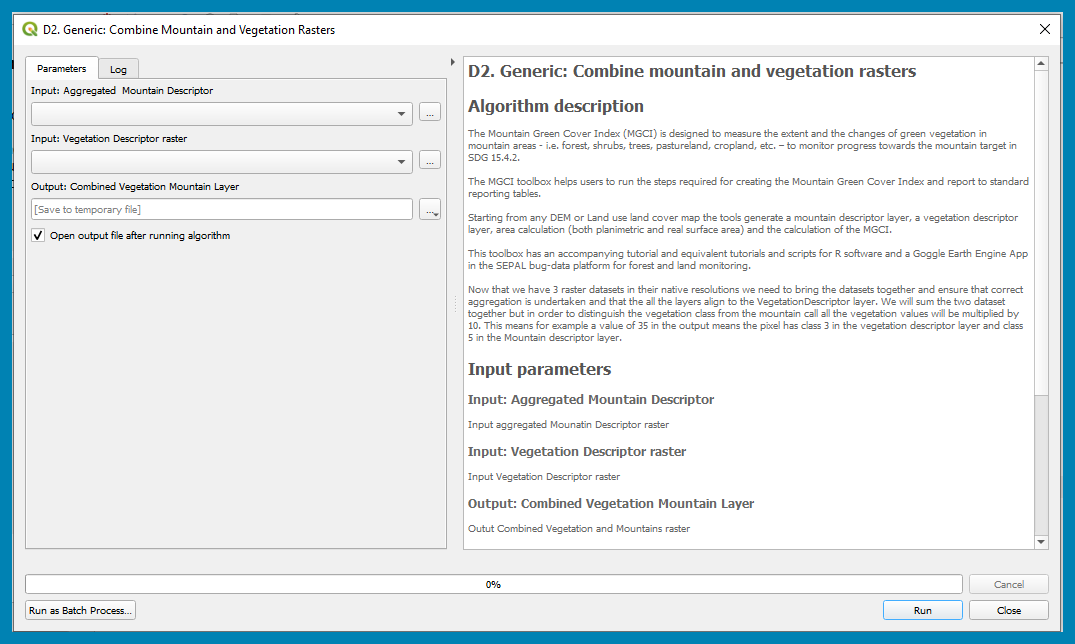 D2. Generic: Combine Mountain and Vegetation Rasters
Parameters
Log
Input: Aggregated  Mountain Descriptor
...
Input: Vegetation Descriptor raster
...
Output: Combined Vegetation Mountain Layer
[Save to temporary file]
...
Open output file after running algorithm
D2. Generic: Combine mountain and vegetation rasters
Algorithm description
The Mountain Green Cover Index (MGCI) is designed to measure the extent and the changes of green vegetation in
mountain areas - i.e. forest, shrubs, trees, pastureland, cropland, etc. – to monitor progress towards the mountain target in
SDG 15.4.2.
The MGCI toolbox helps users to run the steps required for creating the Mountain Green Cover Index and report to standard
reporting tables.
Starting from any DEM or Land use land cover map the tools generate a mountain descriptor layer, a vegetation descriptor
layer, area calculation (both planimetric and real surface area) and the calculation of the MGCI.
This toolbox has an accompanying tutorial and equivalent tutorials and scripts for R software and a Goggle Earth Engine App
in the SEPAL bug-data platform for forest and land monitoring.
Now that we have 3 raster datasets in their native resolutions we need to bring the datasets together and ensure that correct
aggregation is undertaken and that the all the layers align to the VegetationDescriptor layer. We will sum the two dataset
together but in order to distinguish the vegetation class from the mountain call all the vegetation values will be multiplied by
10. This means for example a value of 35 in the output means the pixel has class 3 in the vegetation descriptor layer and class
5 in the Mountain descriptor layer.
Input parameters
Input: Aggregated Mountain Descriptor
Input aggregated Mounatin Descriptor raster
Input: Vegetation Descriptor raster
Input Vegetation Descriptor raster
Output: Combined Vegetation Mountain Layer
Outut Combined Vegetation and Mountains raster
0%
Cancel
Run as Batch Process...
Run
Close